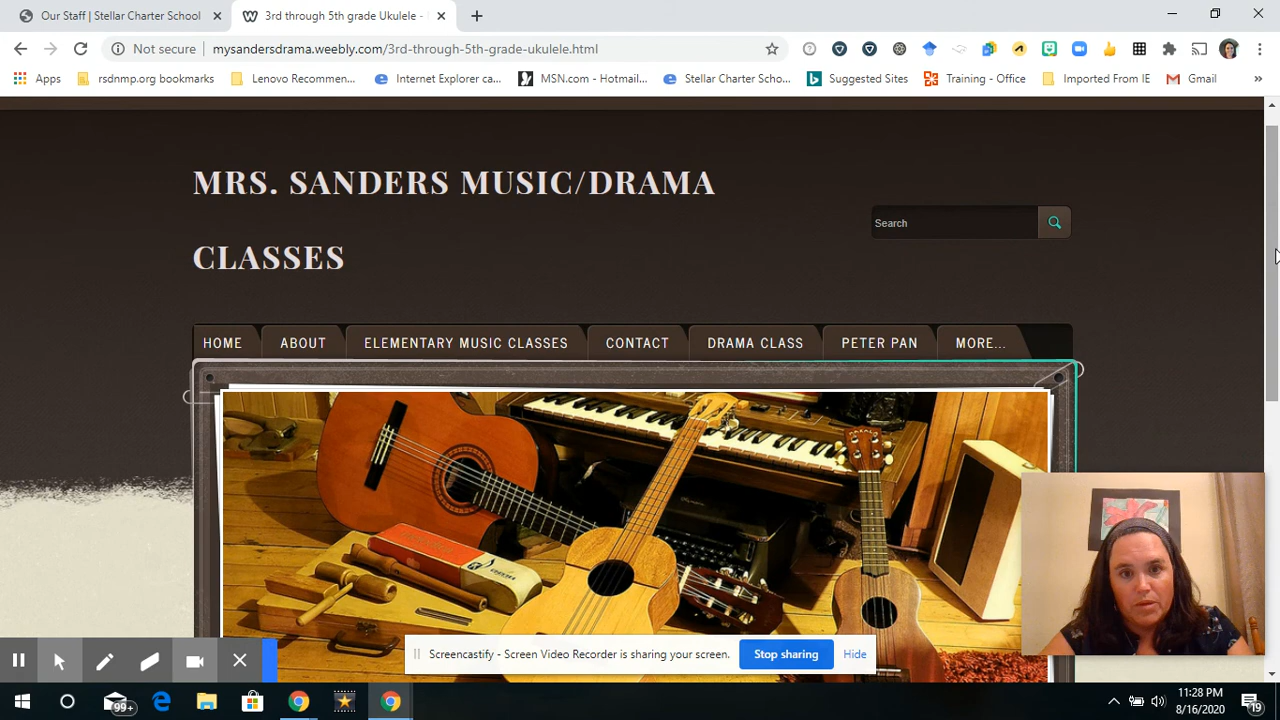 Our Staff | Stellar Charter School
3rd through 5th grade Ukulele -
Not secure | mysandersdrama.weebly.com/3rd-through-5th-grade-ukulele.html
Apps
rsdnmp.org bookmarks
Lenovo Recommen...
Internet Explorer ca...
MSN.com - Hotmail...
Stellar Charter Scho...
Suggested Sites
Training - Office
Imported From IE
Gmail
»
MRS. SANDERS MUSIC/DRAMA
CLASSES
Search
HOME
ABOUT
ELEMENTARY MUSIC CLASSES
CONTACT
DRAMA CLASS
PETER PAN
MORE...
Screencastify - Screen Video Recorder is sharing your screen.
Stop sharing
Hide
99+
11:28 PM
8/16/2020
19